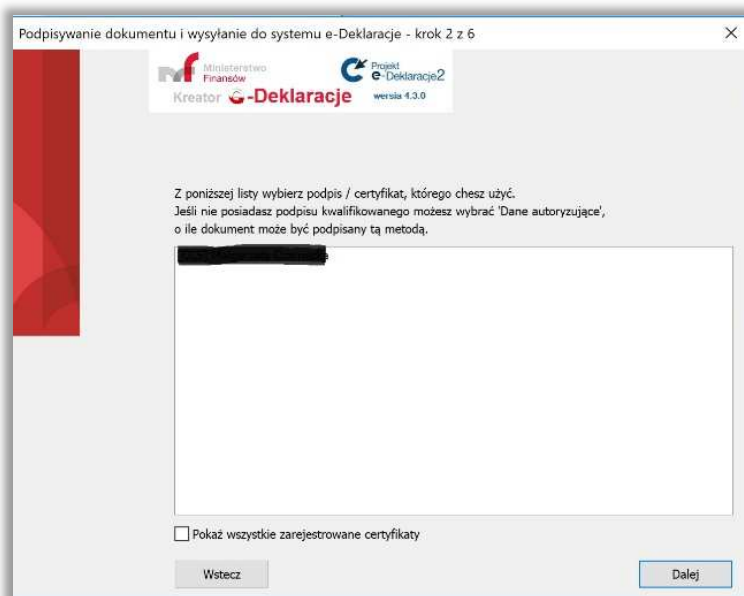 Podpisywanie dokumentu i wysyłanie do systemu e-Deklaracje - krok 2 z 6
Ministerstwo
Finansów
Projekt
e-Deklaracje2
Kreator e-Deklaracje
wersja 4.3.0
Z poniższej listy wybierz podpis / certyfikat, którego chesz użyć.
Jeśli nie posiadasz podpisu kwalifikowanego możesz wybrać 'Dane autoryzujące',
o ile dokument może być podpisany tą metodą.
Pokaż wszystkie zarejestrowane certyfikaty
Wstecz
Dalej